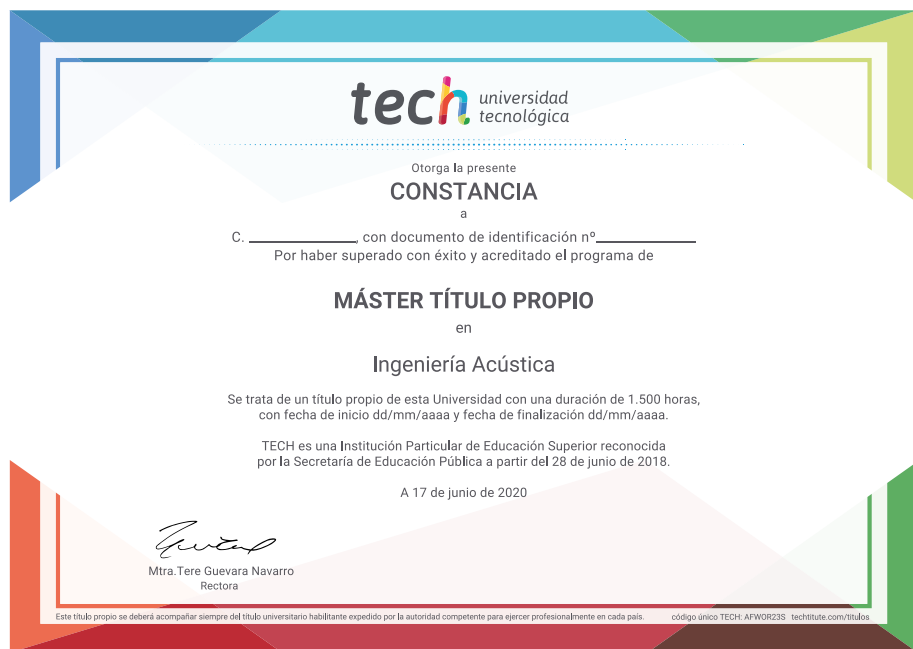 tech universidad
tecnológica
Otorga la presente
CONSTANCIA
a
C. ____________, con documento de identificación nº___________
Por haber superado con éxito y acreditado el programa de
MÁSTER TÍTULO PROPIO
en
Ingeniería Acústica
Se trata de un título propio de esta Universidad con una duración de 1.500 horas,
con fecha de inicio dd/mm/aaaa y fecha de finalización dd/mm/aaaa.
TECH es una Institución Particular de Educación Superior reconocida
por la Secretaría de Educación Pública a partir del 28 de junio de 2018.
A 17 de junio de 2020
Mtra.Tere Guevara Navarro
Rectora
Este título propio se deberá acompañar siempre del título universitario habilitante expedido por la autoridad competente para ejercer profesionalmente en cada país. código único TECH: AFWOR23S techtitute.com/titulos